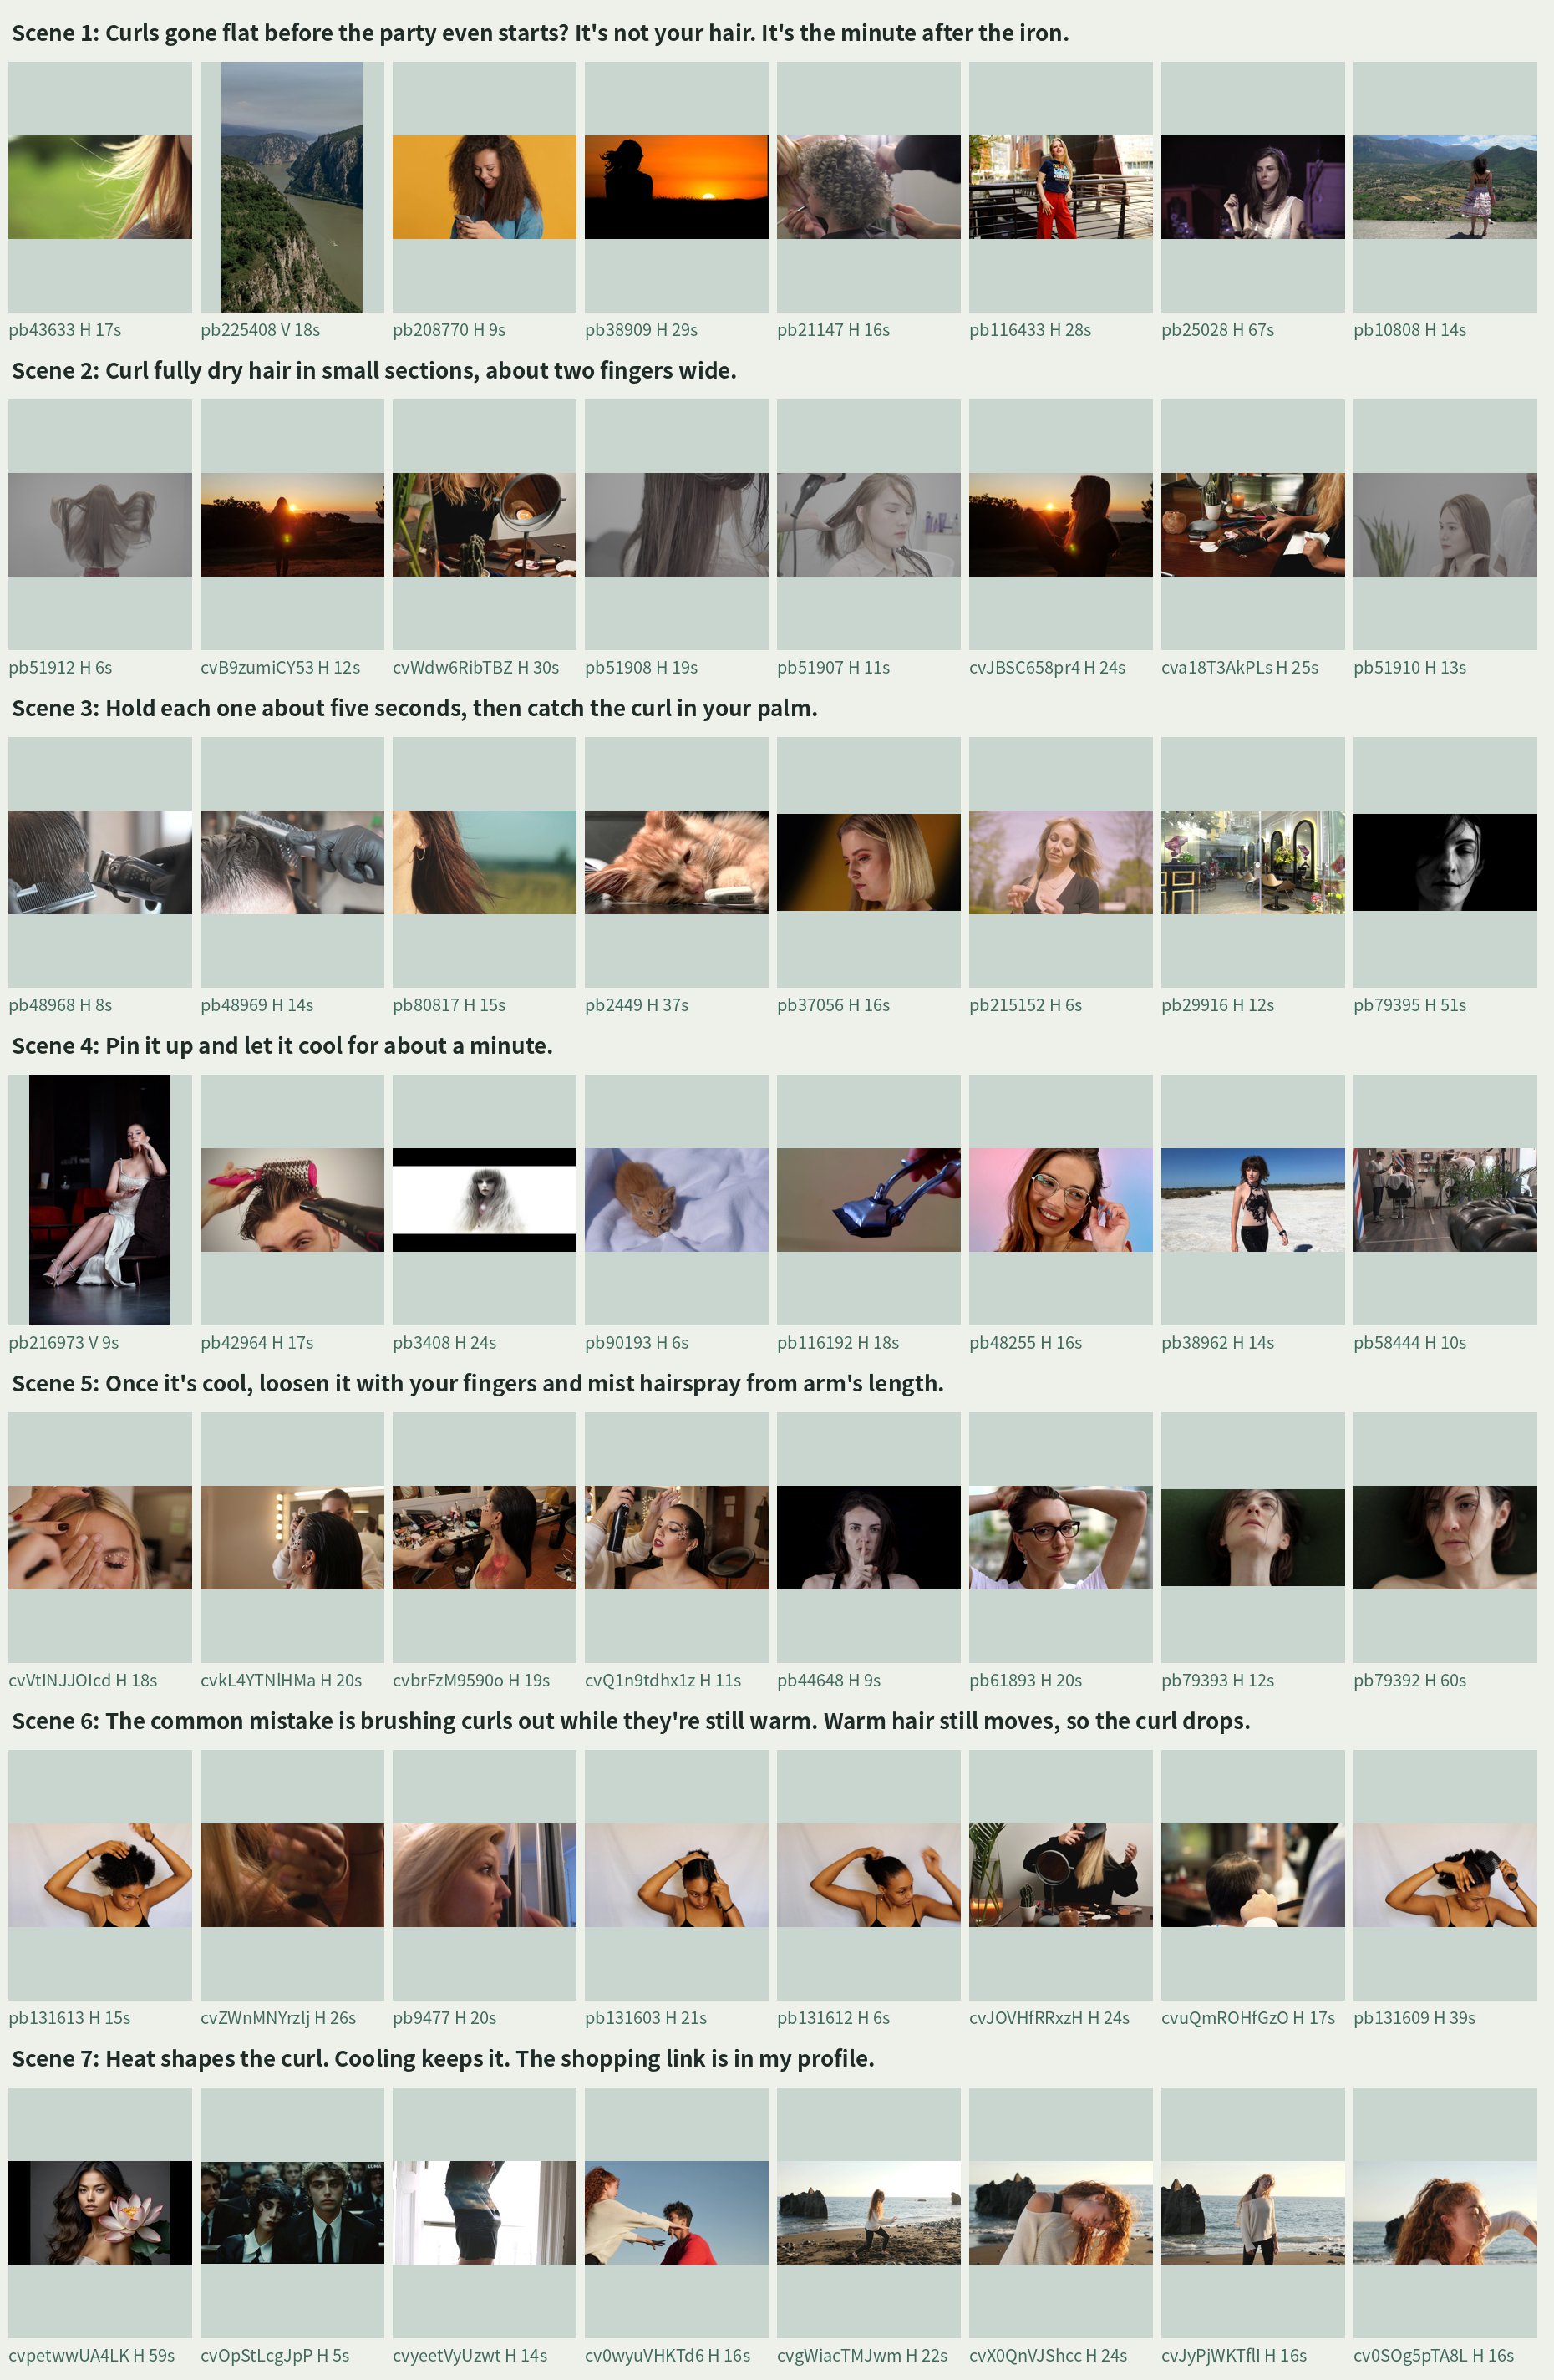 Scene 1: Curls gone flat before the party even starts? It's not your hair. It's the minute after the iron.
pb43633 H 17s pb225408 V 18s pb208770 H 9s pb38909 H 29s pb21147 H 16s pb116433 H 28s pb25028 H 67s pb10808 H 14s
Scene 2: Curl fully dry hair in small sections, about two fingers wide.
pb51912 H 6s cvB9zumiCY53 H 12s cvWdw6RibTBZ H 30s pb51908 H 19s pb51907 H 11s cvJBSC658pr4 H 24s cva18T3AkPLs H 25s pb51910 H 13s
Scene 3: Hold each one about five seconds, then catch the curl in your palm.
pb48968 H 8s pb48969 H 14s pb80817 H 15s pb2449 H 37s pb37056 H 16s pb215152 H 6s pb29916 H 12s pb79395 H 51s
Scene 4: Pin it up and let it cool for about a minute.
pb216973 V 9s pb42964 H 17s pb3408 H 24s pb90193 H 6s pb116192 H 18s pb48255 H 16s pb38962 H 14s pb58444 H 10s
Scene 5: Once it's cool, loosen it with your fingers and mist hairspray from arm's length.
cvVtINJJOIcd H 18s cvkL4YTNlHMa H 20s cvbrFzM9590o H 19s cvQ1n9tdhx1z H 11s pb44648 H 9s pb61893 H 20s pb79393 H 12s pb79392 H 60s
Scene 6: The common mistake is brushing curls out while they're still warm. Warm hair still moves, so the curl drops.
pb131613 H 15s cvZWnMNYrzlj H 26s pb9477 H 20s pb131603 H 21s pb131612 H 6s cvJOVHfRRxzH H 24s cvuQmROHfGzO H 17s pb131609 H 39s
Scene 7: Heat shapes the curl. Cooling keeps it. The shopping link is in my profile.
cvpetwwUA4LK H 59s cvOpStLcgJpP H 5s cvyeetVyUzwt H 14s cv0wyuVHKTd6 H 16s cvgWiacTMJwm H 22s cvX0QnVJShcc H 24s cvJyPjWKTflI H 16s cv0SOg5pTA8L H 16s